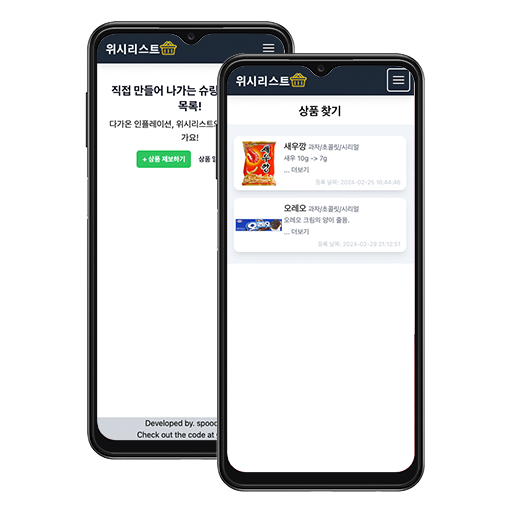 위시리스트
직접 만들어 나가는 슈링
목록!
다가온 인플레이션, 위시리스트
가요!
+ 상품 제보하기
상품
Developed by.
Check out the code at
위시리스트
상품 찾기
새우깡 과자/초콜릿/시리얼
새우 10g -> 7g
... 더보기
등록 날짜: 2024-02-25 16:44:46
새우깡
오레오 과자/초콜릿/시리얼
오레오 크림의 양이 줄음.
... 더보기
등록 날짜: 2024-02-29 21:12:51
OREO